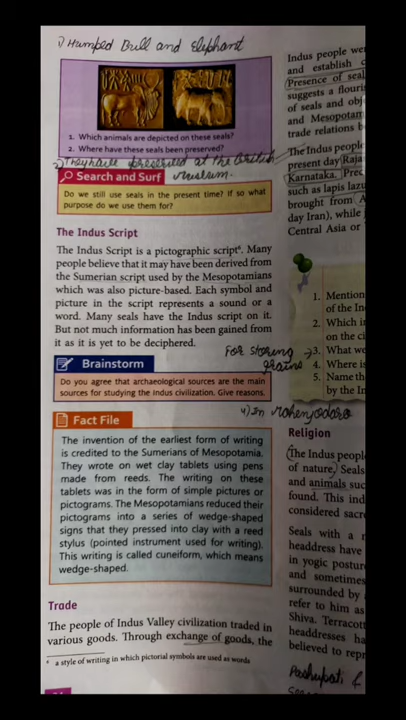 1) Humped Bull and elephant
1. Which animals are depicted on these seals?
2. Where have these seals been preserved?
2) They have preserved at the British
Museum.
Search and Surf
Do we still use seals in the present time? If so what
purpose do we use them for?
The Indus Script
The Indus Script is a pictographic script*. Many
people believe that it may have been derived from
the Sumerian script used by the Mesopotamians
which was also picture-based. Each symbol and
picture in the script represents a sound or a
word. Many seals have the Indus script on it.
But not much information has been gained from
it as it is yet to be deciphered.
Brainstorm
Do you agree that archaeological sources are the main
sources for studying the Indus civilization. Give reasons.
Fact File
The invention of the earliest form of writing
is credited to the Sumerians of Mesopotamia.
They wrote on wet clay tablets using pens
made from reeds. The writing on these
tablets was in the form of simple pictures or
pictograms. The Mesopotamians reduced their
pictograms into a series of wedge-shaped
signs that they pressed into clay with a reed
stylus (pointed instrument used for writing).
This writing is called cuneiform, which means
wedge-shaped.
Trade
The people of Indus Valley civilization traded in
various goods. Through exchange of goods, the
* a style of writing in which pictorial symbols are used as words
Indus people we
and establish
Presence of seal
suggests a flouri
of seals and obj
and Mesopotam
trade relations b
The Indus people
present day Raja
Karnataka. Prec
such as lapis lazu
brought from A
day Iran), while
Central Asia or
1. Mention
of the In
2. Which i
on the ci
For storing 3. What we
grains 4. Where is
5. Name th
by the In
4) In Mohenjodaro
Religion
The Indus peopl
of nature. Seals
and animals suc
found. This ind
considered sacre
Seals with a
headdress have
in yogic postur
and sometimes
surrounded by
refer to him as
Shiva. Terracot
headdresses ha
believed to repr
Pashupati